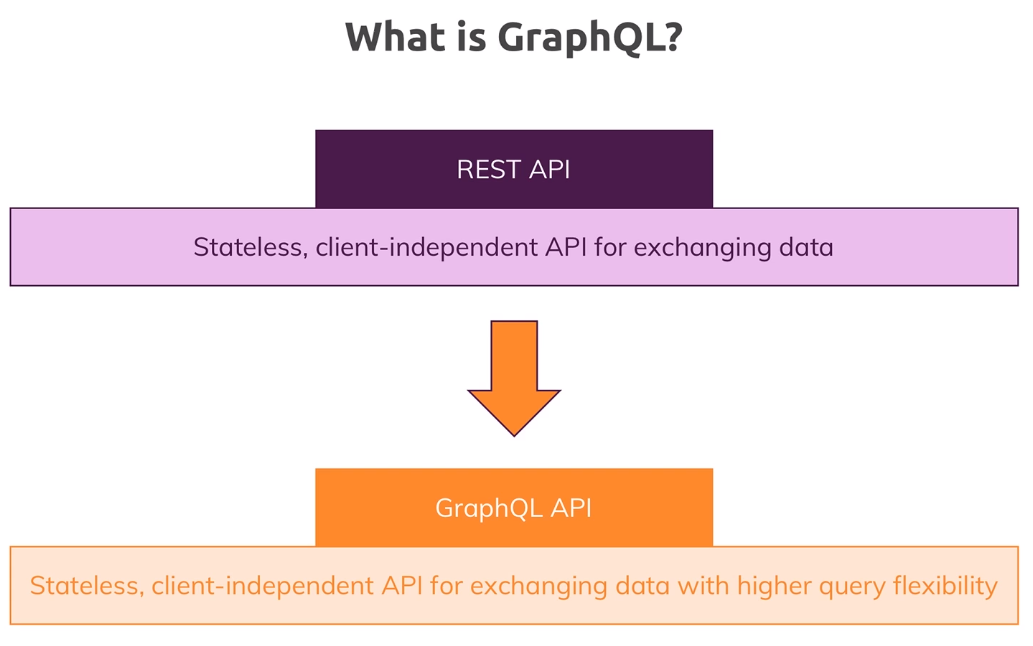 What is GraphQL?
REST API
Stateless, client-independent API for exchanging data
GraphQL API
Stateless, client-independent API for exchanging data with higher query flexibility